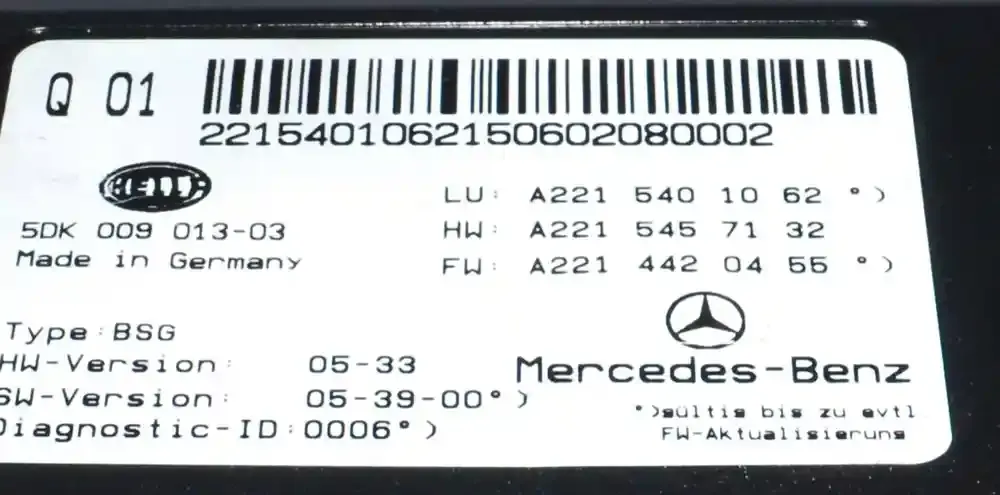 Q 01
2215401062150602080002
HELLA
5DK 009 013-03
Made in Germany
LU: A221 540 10 62 °)
HW: A221 545 71 32
FW: A221 442 04 55 °)
Type:BSG
HW-Version: 05-33
SW-Version: 05-39-00°)
Diagnostic-ID:0006°)
Mercedes-Benz
°)gültig bis zu evtl
FW-Aktualisierung